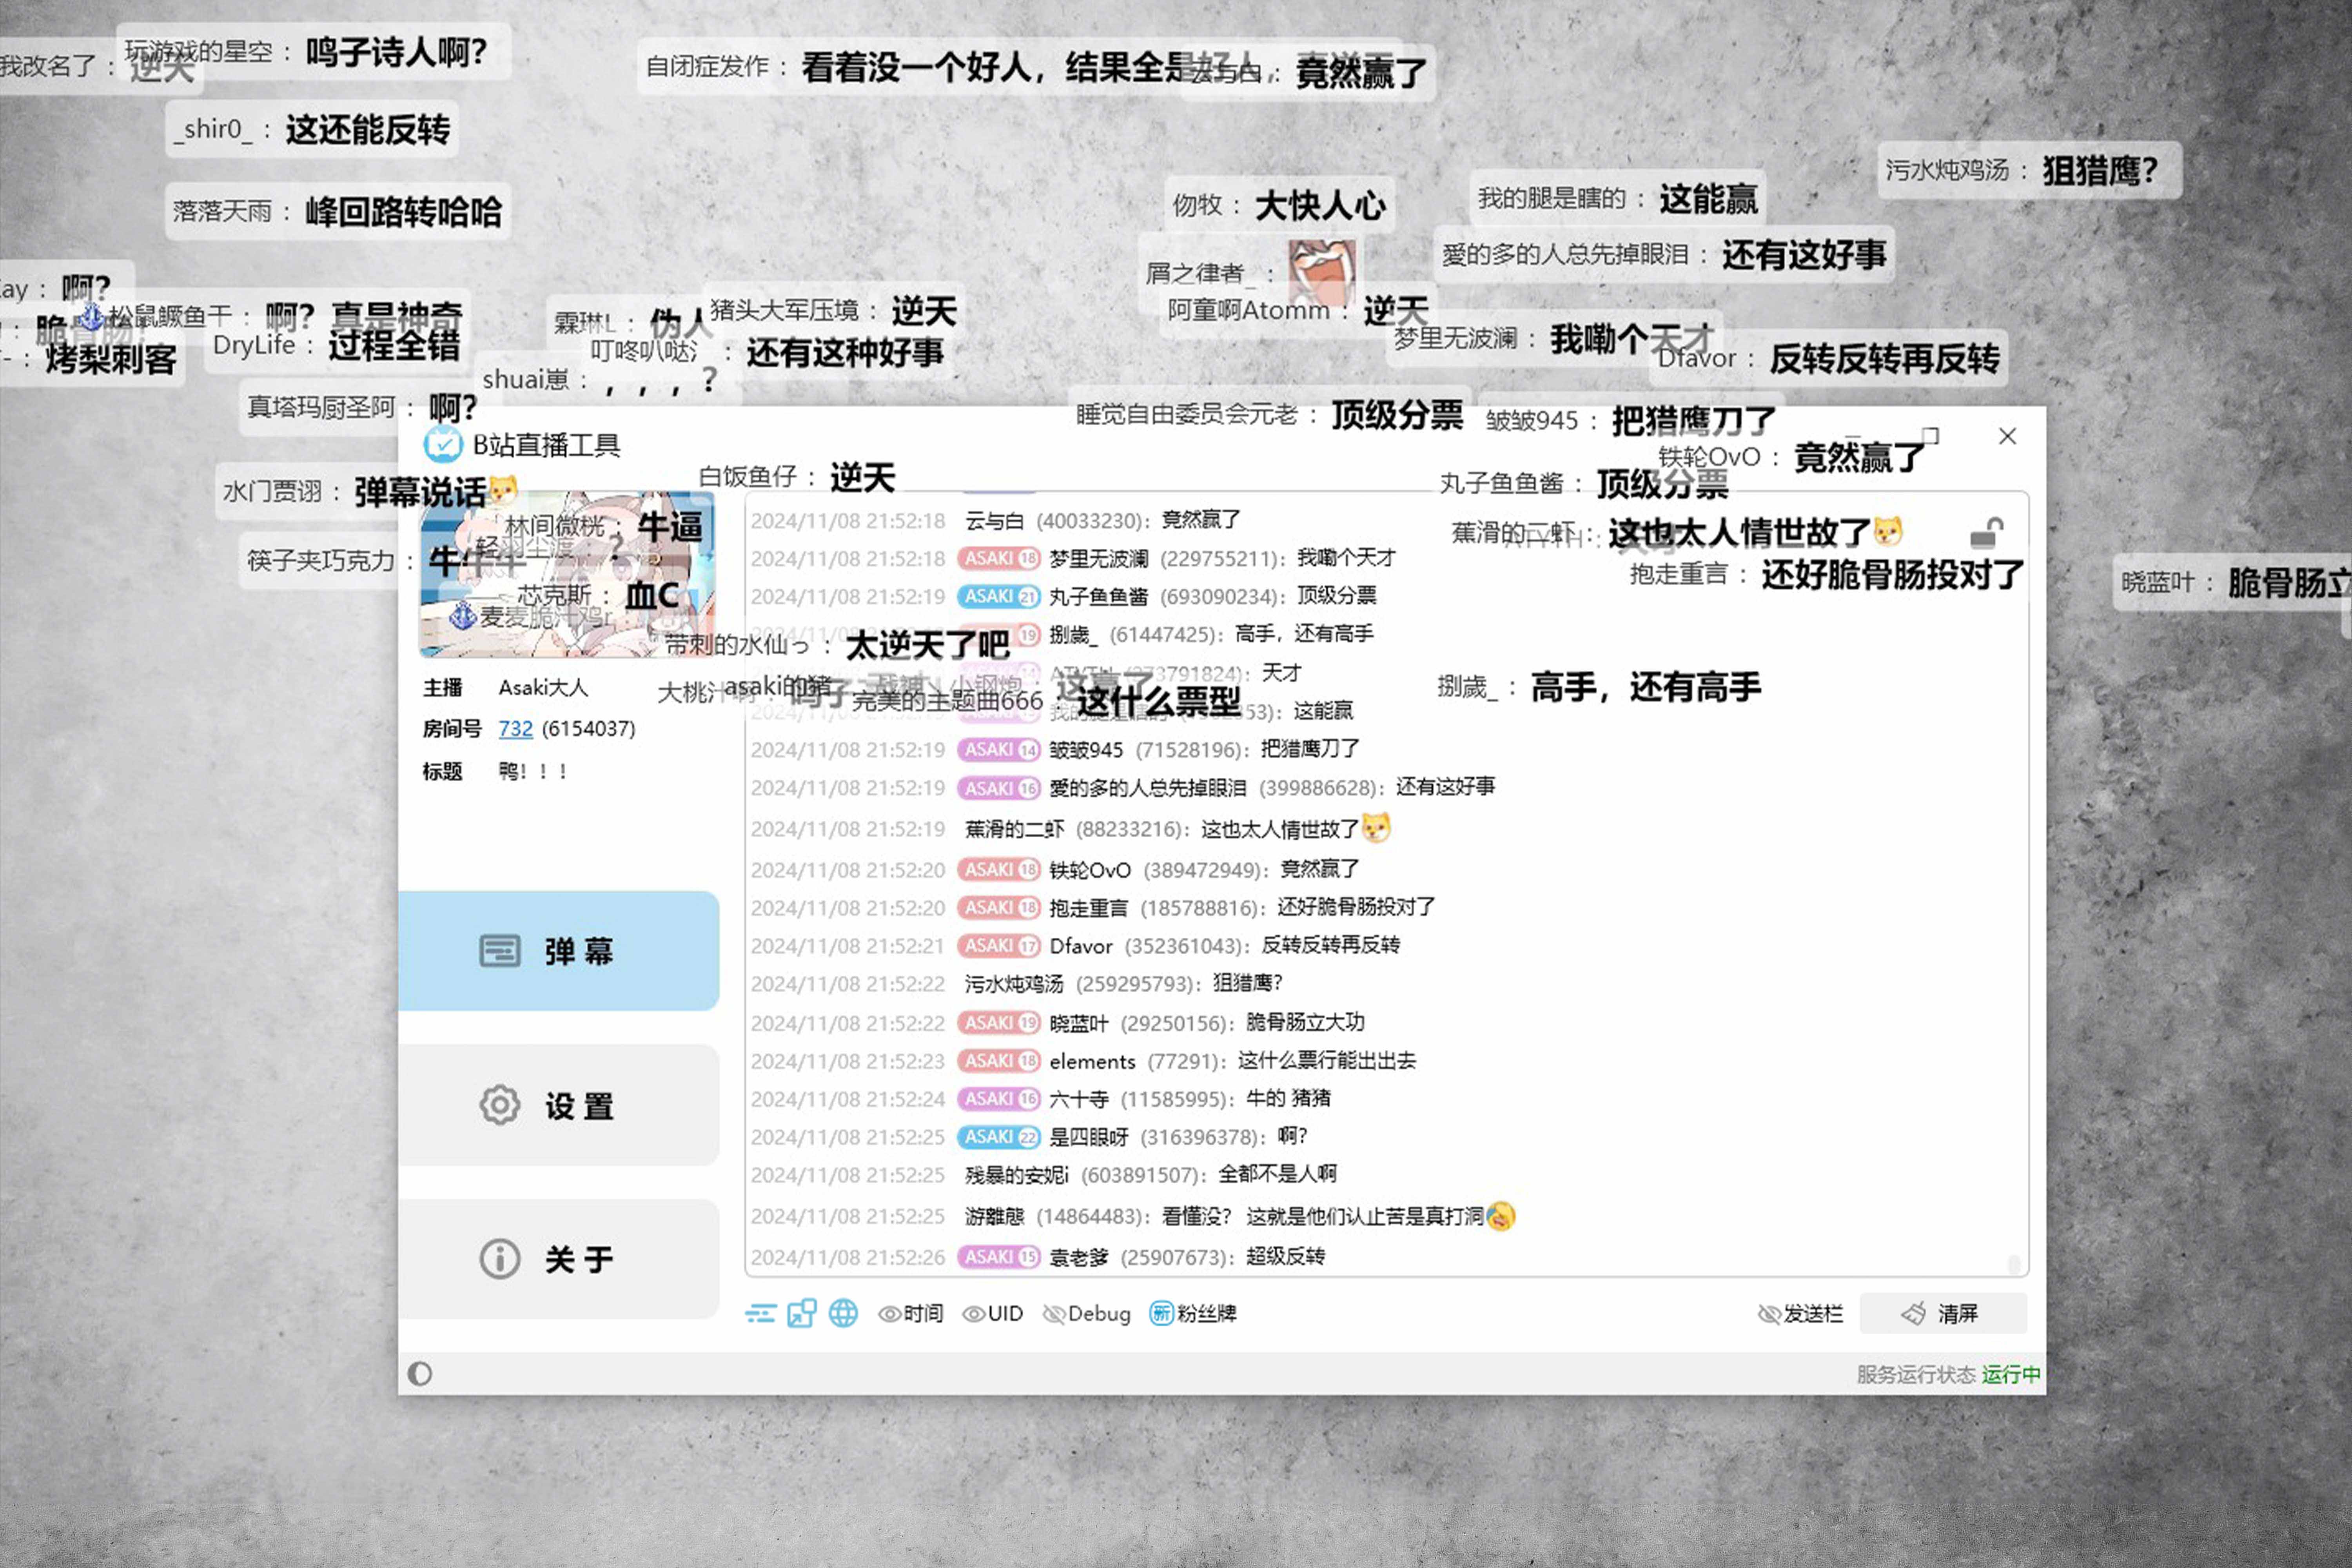 玩游戏的星空 : 鸣子诗人啊?
我改名了 : 逆天
自闭症发作 : 看着没一个好人，结果全是好人，
云与白 : 竟然赢了
_shir0_ : 这还能反转
污水炖鸡汤 : 狙猎鹰?
落落天雨 : 峰回路转哈哈
伆牧 : 大快人心
我的腿是瞎的 : 这能赢
愛的多的人总先掉眼泪 : 还有这好事
屑之律者_ :
ay : 啊?
松鼠鳜鱼干 : 啊? 真是神奇
霖琳L : 伪人
猪头大军压境 : 逆天
阿童啊Atomm : 逆天
烤梨刺客
DryLife : 过程全错
叮咚叭哒 : 还有这种好事
梦里无波澜 : 我嘞个天才
Dfavor : 反转反转再反转
shuai崽 : ，，，?
真塔玛厨圣阿 : 啊?
睡觉自由委员会元老 : 顶级分票
皱皱945 : 把猎鹰刀了
B站直播工具
铁轮OvO : 竟然赢了
水门贾诩 : 弹幕说话
白饭鱼仔 : 逆天
丸子鱼鱼酱 : 顶级分票
林间微桄 : 牛逼
轻羽尘渡 : ?
蕉滑的二虾 : 这也太人情世故了
筷子夹巧克力 : 牛牛牛
抱走重言 : 还好脆骨肠投对了
晓蓝叶 : 脆骨肠立
芯克斯 : 血C
麦麦脆汁鸡r
带刺的水仙っ : 太逆天了吧
asaki的猪
完美的主题曲666 : 这什么票型
捌歲_ : 高手，还有高手
主播 Asaki大人
房间号 732 (6154037)
标题 鸭！！！
弹幕
设置
关于
2024/11/08 21:52:18 云与白 (40033230): 竟然赢了
2024/11/08 21:52:18 ASAKI 18 梦里无波澜 (229755211): 我嘞个天才
2024/11/08 21:52:19 ASAKI 21 丸子鱼鱼酱 (693090234): 顶级分票
19 捌歲_ (61447425): 高手，还有高手
273791824): 天才
这能赢
2024/11/08 21:52:19 ASAKI 14 皱皱945 (71528196): 把猎鹰刀了
2024/11/08 21:52:19 ASAKI 16 愛的多的人总先掉眼泪 (399886628): 还有这好事
2024/11/08 21:52:19 蕉滑的二虾 (88233216): 这也太人情世故了
2024/11/08 21:52:20 ASAKI 18 铁轮OvO (389472949): 竟然赢了
2024/11/08 21:52:20 ASAKI 18 抱走重言 (185788816): 还好脆骨肠投对了
2024/11/08 21:52:21 ASAKI 17 Dfavor (352361043): 反转反转再反转
2024/11/08 21:52:22 污水炖鸡汤 (259295793): 狙猎鹰?
2024/11/08 21:52:22 ASAKI 19 晓蓝叶 (29250156): 脆骨肠立大功
2024/11/08 21:52:23 ASAKI 18 elements (77291): 这什么票行能出出去
2024/11/08 21:52:24 ASAKI 16 六十寺 (11585995): 牛的 猪猪
2024/11/08 21:52:25 ASAKI 22 是四眼呀 (316396378): 啊?
2024/11/08 21:52:25 残暴的安妮i (603891507): 全都不是人啊
2024/11/08 21:52:25 游離態 (14864483): 看懂没? 这就是他们认止苦是真打洞
2024/11/08 21:52:26 ASAKI 15 袁老爹 (25907673): 超级反转
时间 UID Debug 新 粉丝牌 发送栏 清屏
服务运行状态 运行中